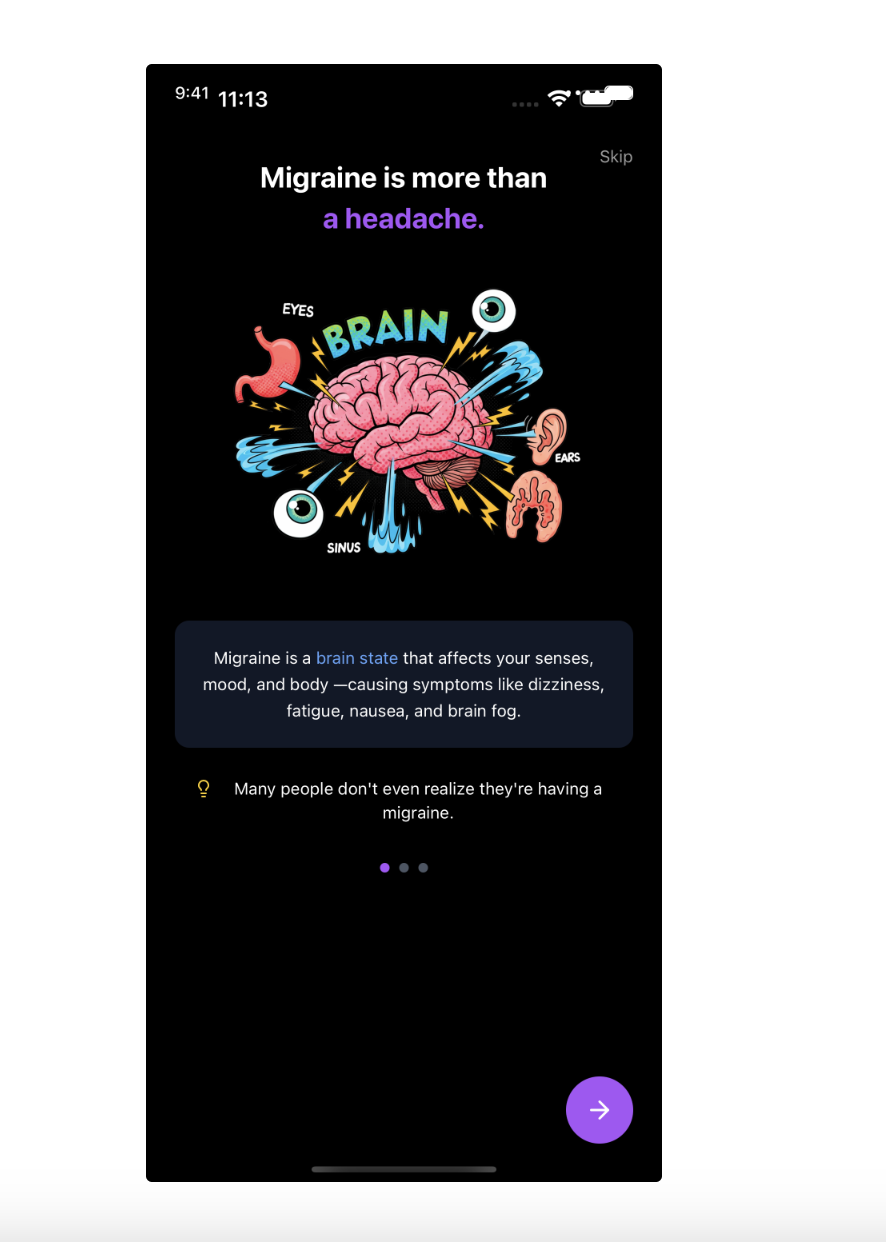 9:41 11:13
Skip
Migraine is more than
a headache.
EYES
BRAIN
EARS
SINUS
Migraine is a brain state that affects your senses,
mood, and body —causing symptoms like dizziness,
fatigue, nausea, and brain fog.
Many people don't even realize they're having a
migraine.